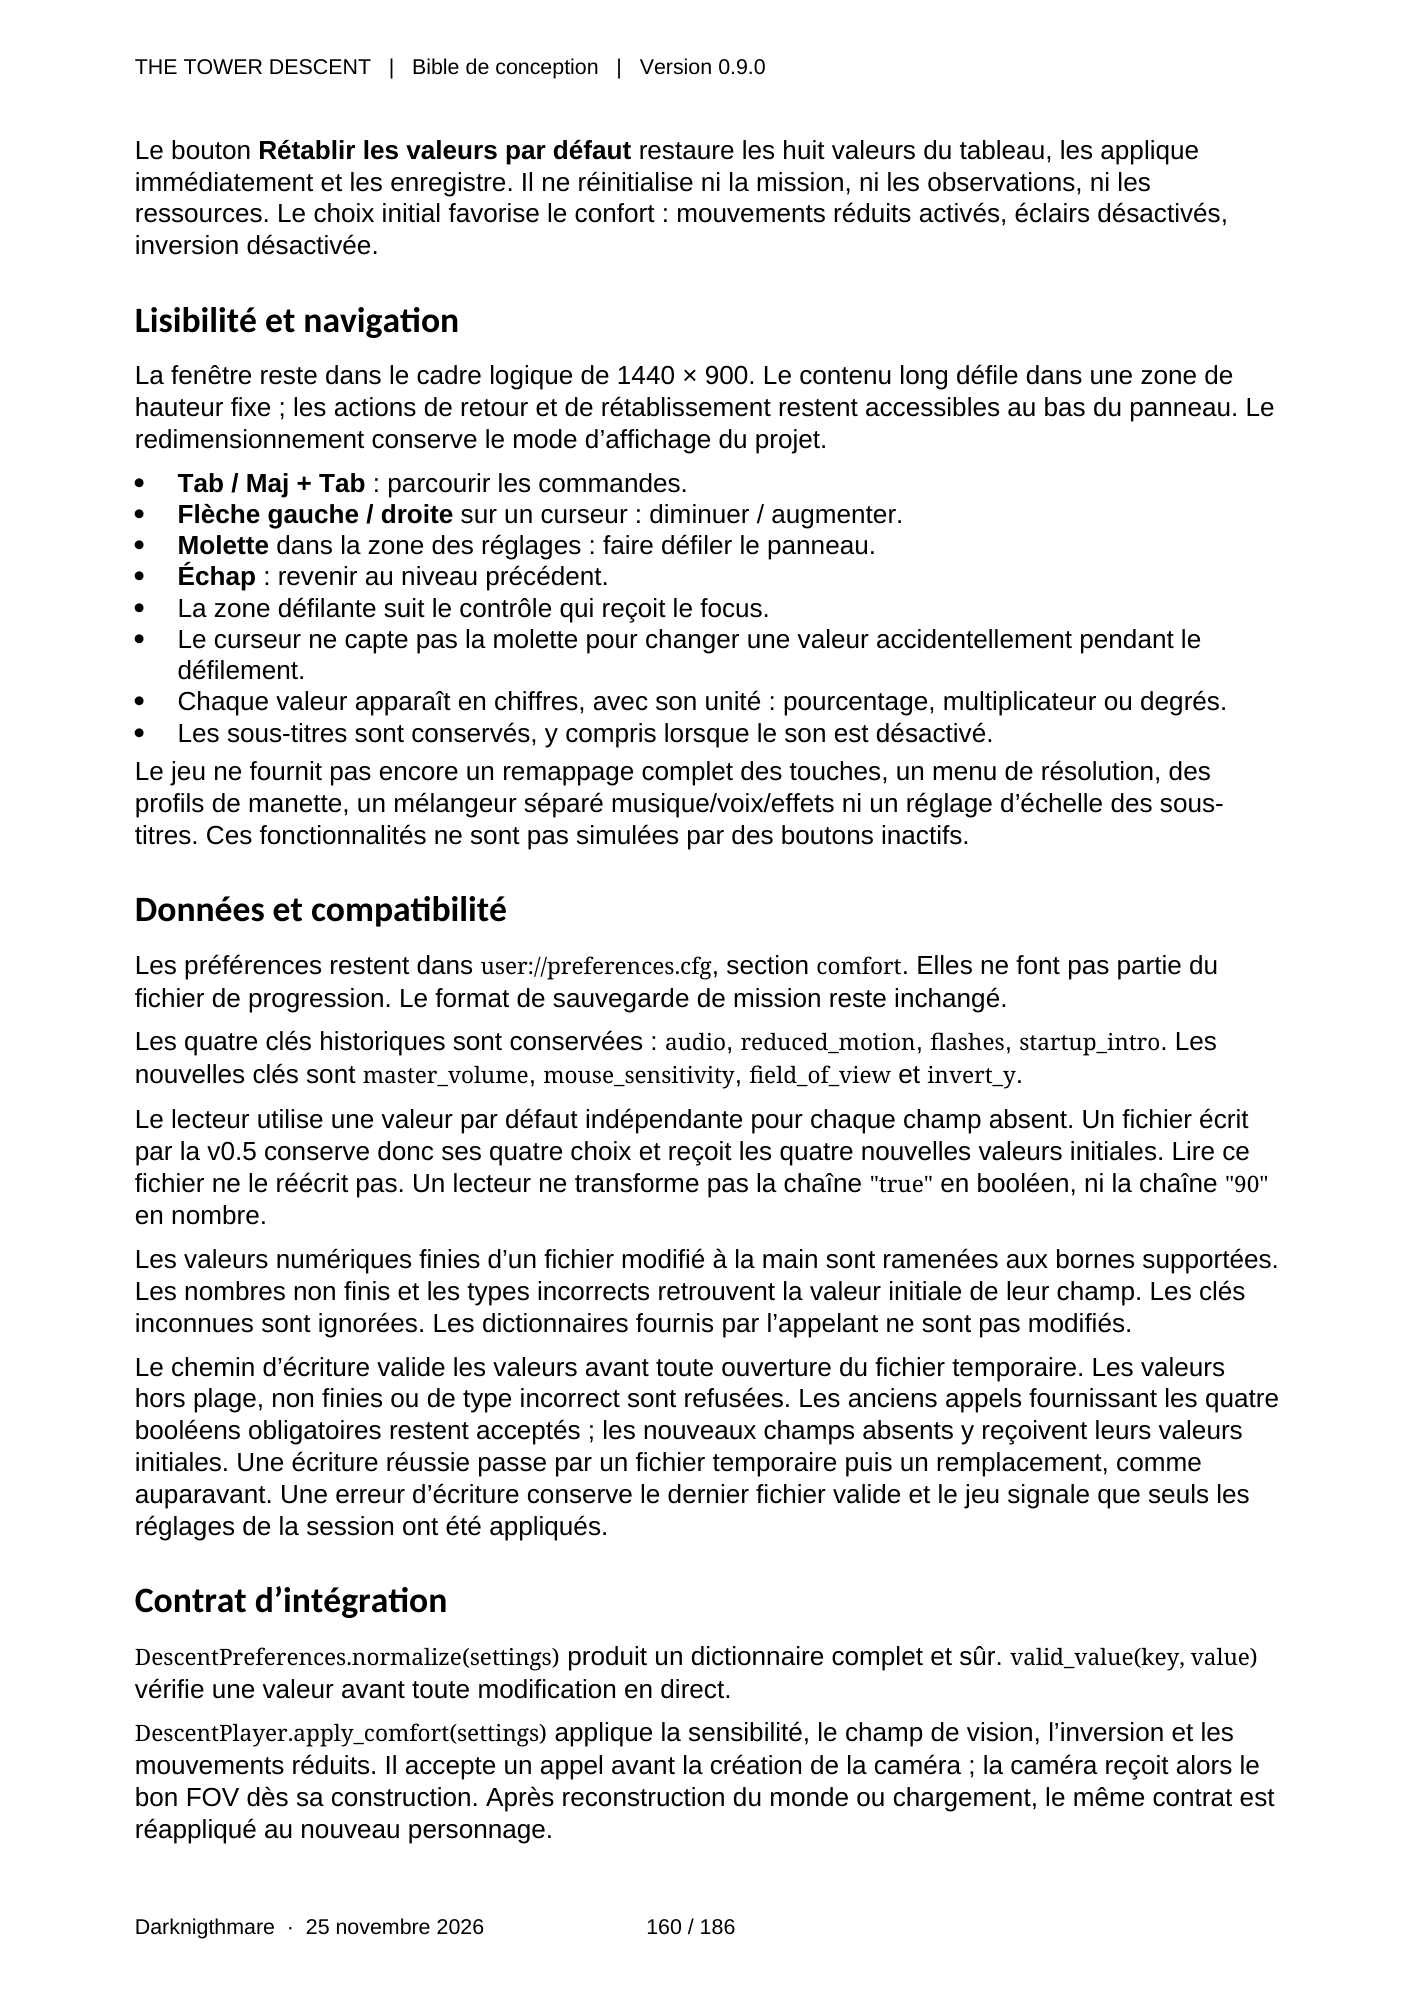 THE TOWER DESCENT | Bible de conception | Version 0.9.0
Le bouton Rétablir les valeurs par défaut restaure les huit valeurs du tableau, les applique
immédiatement et les enregistre. Il ne réinitialise ni la mission, ni les observations, ni les
ressources. Le choix initial favorise le confort : mouvements réduits activés, éclairs désactivés,
inversion désactivée.
Lisibilité et navigation
La fenêtre reste dans le cadre logique de 1440 × 900. Le contenu long défile dans une zone de
hauteur fixe ; les actions de retour et de rétablissement restent accessibles au bas du panneau. Le
redimensionnement conserve le mode d’affichage du projet.
• Tab / Maj + Tab : parcourir les commandes.
• Flèche gauche / droite sur un curseur : diminuer / augmenter.
• Molette dans la zone des réglages : faire défiler le panneau.
• Échap : revenir au niveau précédent.
• La zone défilante suit le contrôle qui reçoit le focus.
• Le curseur ne capte pas la molette pour changer une valeur accidentellement pendant le
défilement.
• Chaque valeur apparaît en chiffres, avec son unité : pourcentage, multiplicateur ou degrés.
• Les sous-titres sont conservés, y compris lorsque le son est désactivé.
Le jeu ne fournit pas encore un remappage complet des touches, un menu de résolution, des
profils de manette, un mélangeur séparé musique/voix/effets ni un réglage d’échelle des sous-
titres. Ces fonctionnalités ne sont pas simulées par des boutons inactifs.
Données et compatibilité
Les préférences restent dans user://preferences.cfg, section comfort. Elles ne font pas partie du
fichier de progression. Le format de sauvegarde de mission reste inchangé.
Les quatre clés historiques sont conservées : audio, reduced_motion, flashes, startup_intro. Les
nouvelles clés sont master_volume, mouse_sensitivity, field_of_view et invert_y.
Le lecteur utilise une valeur par défaut indépendante pour chaque champ absent. Un fichier écrit
par la v0.5 conserve donc ses quatre choix et reçoit les quatre nouvelles valeurs initiales. Lire ce
fichier ne le réécrit pas. Un lecteur ne transforme pas la chaîne "true" en booléen, ni la chaîne "90"
en nombre.
Les valeurs numériques finies d’un fichier modifié à la main sont ramenées aux bornes supportées.
Les nombres non finis et les types incorrects retrouvent la valeur initiale de leur champ. Les clés
inconnues sont ignorées. Les dictionnaires fournis par l’appelant ne sont pas modifiés.
Le chemin d’écriture valide les valeurs avant toute ouverture du fichier temporaire. Les valeurs
hors plage, non finies ou de type incorrect sont refusées. Les anciens appels fournissant les quatre
booléens obligatoires restent acceptés ; les nouveaux champs absents y reçoivent leurs valeurs
initiales. Une écriture réussie passe par un fichier temporaire puis un remplacement, comme
auparavant. Une erreur d’écriture conserve le dernier fichier valide et le jeu signale que seuls les
réglages de la session ont été appliqués.
Contrat d’intégration
DescentPreferences.normalize(settings) produit un dictionnaire complet et sûr. valid_value(key, value)
vérifie une valeur avant toute modification en direct.
DescentPlayer.apply_comfort(settings) applique la sensibilité, le champ de vision, l’inversion et les
mouvements réduits. Il accepte un appel avant la création de la caméra ; la caméra reçoit alors le
bon FOV dès sa construction. Après reconstruction du monde ou chargement, le même contrat est
réappliqué au nouveau personnage.
Darknigthmare · 25 novembre 2026 160 / 186